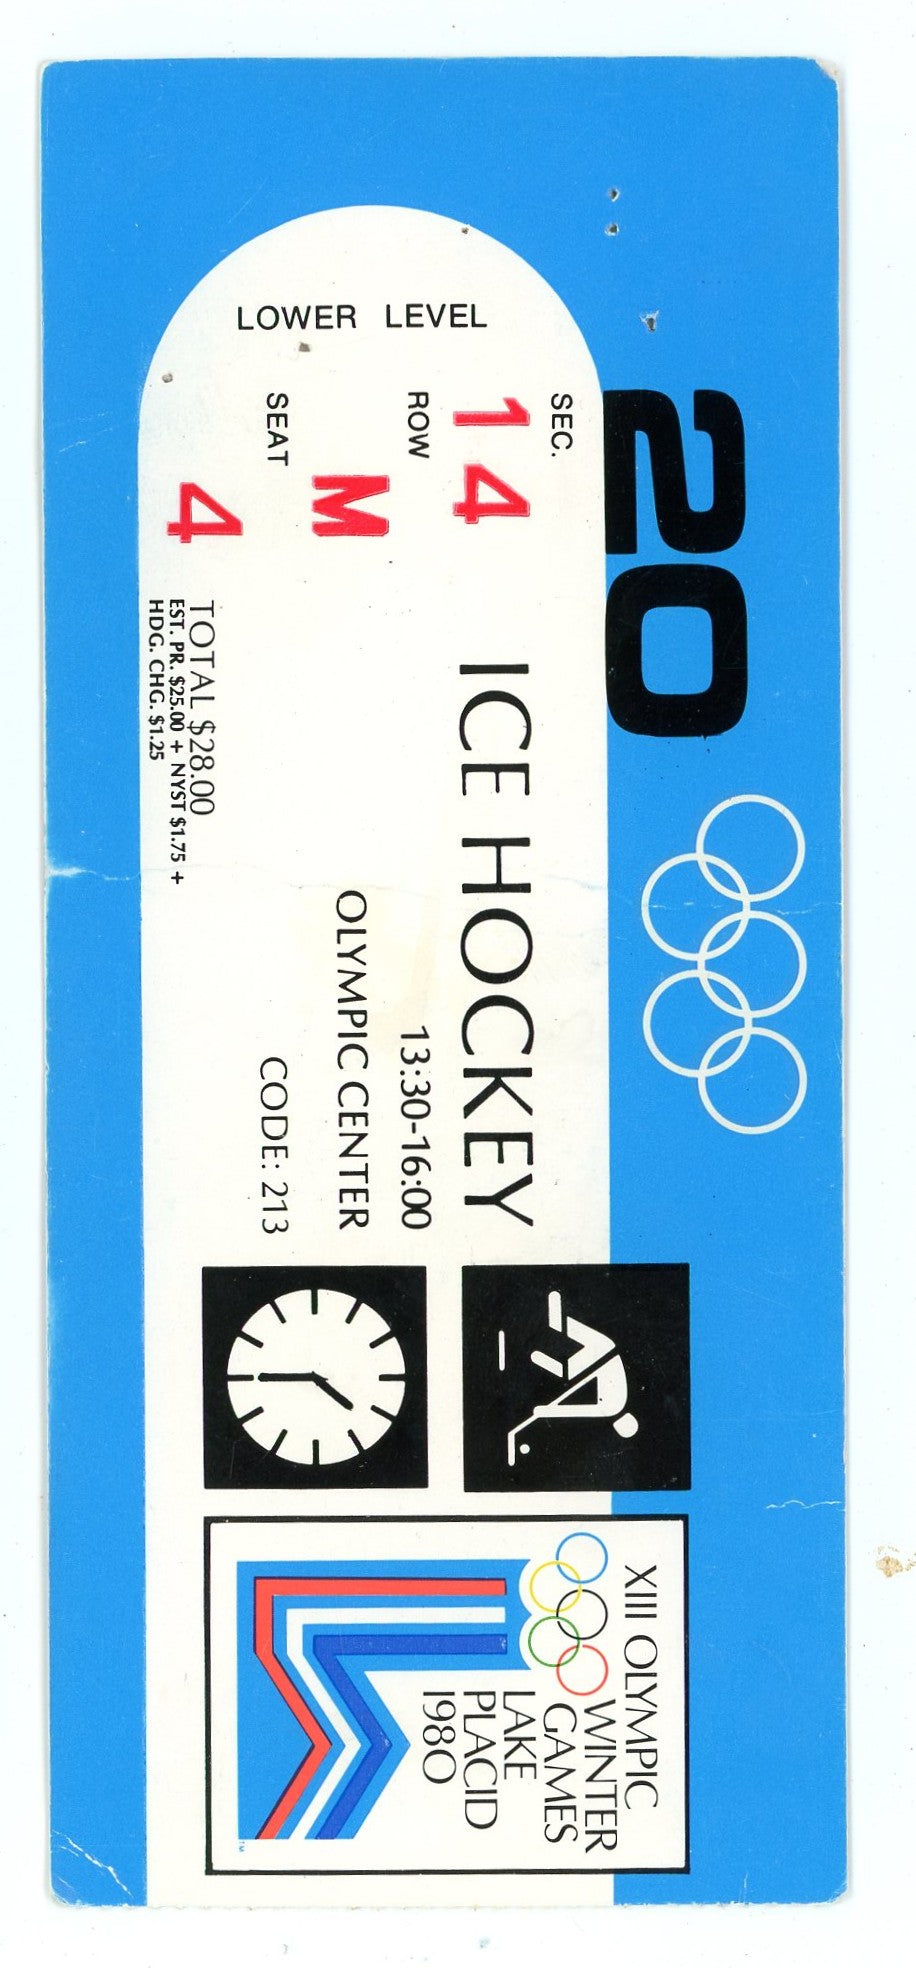 20
LOWER LEVEL
SEC.
14
ROW
M
SEAT
4
ICE HOCKEY
13:30-16:00
OLYMPIC CENTER
CODE: 213
TOTAL $28.00
EST. PR. $25.00 + NYST $1.75 +
HDG. CHG. $1.25
XIII OLYMPIC
WINTER
GAMES
LAKE
PLACID
1980
TM